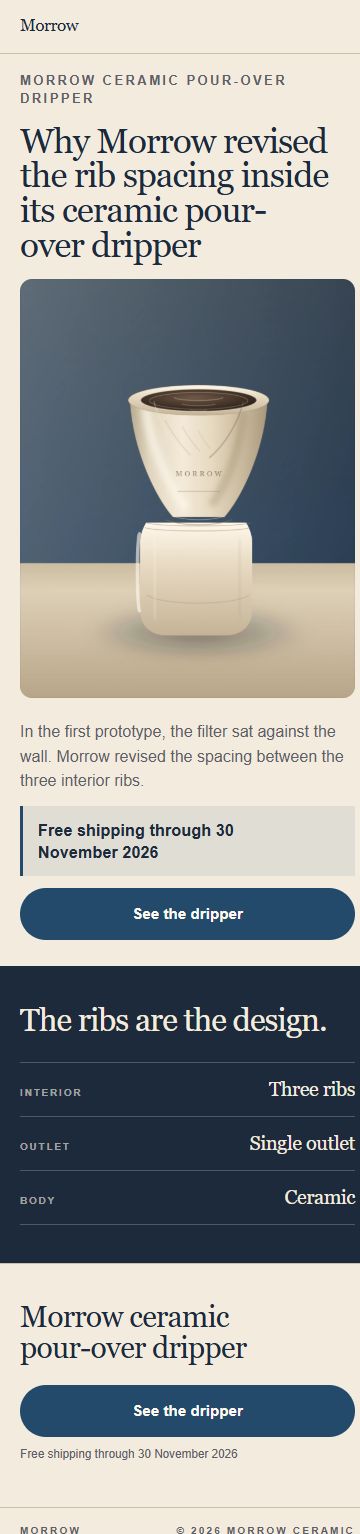 Morrow
MORROW CERAMIC POUR-OVER
DRIPPER
Why Morrow revised
the rib spacing inside
its ceramic pour-
over dripper
MORROW
In the first prototype, the filter sat against the
wall. Morrow revised the spacing between the
three interior ribs.
Free shipping through 30
November 2026
See the dripper
The ribs are the design.
INTERIOR Three ribs
OUTLET Single outlet
BODY Ceramic
Morrow ceramic
pour-over dripper
See the dripper
Free shipping through 30 November 2026
MORROW © 2026 MORROW CERAMIC